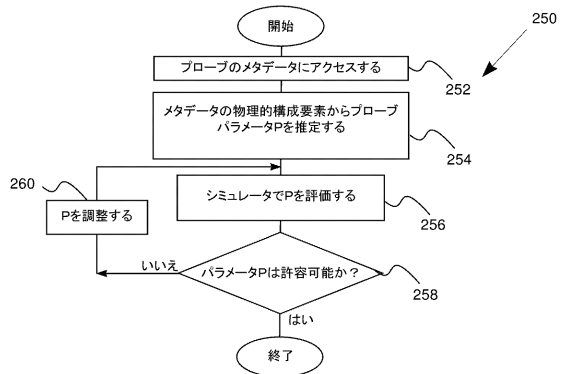 開始
250
プローブのメタデータにアクセスする
252
メタデータの物理的構成要素からプローブ
パラメータPを推定する
254
260
シミュレータでPを評価する
Pを調整する
256
いいえ
パラメータPは許容可能か？
258
はい
終了